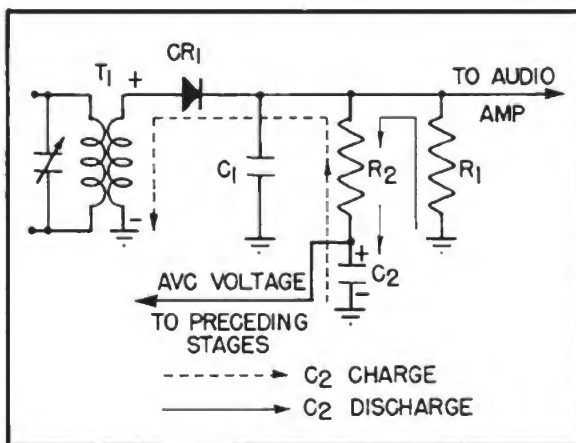 CR1
T1 +
TO AUDIO
AMP
C1
R2
R1
-
+
C2
-
AVC VOLTAGE
TO PRECEDING
STAGES
C2 CHARGE
C2 DISCHARGE